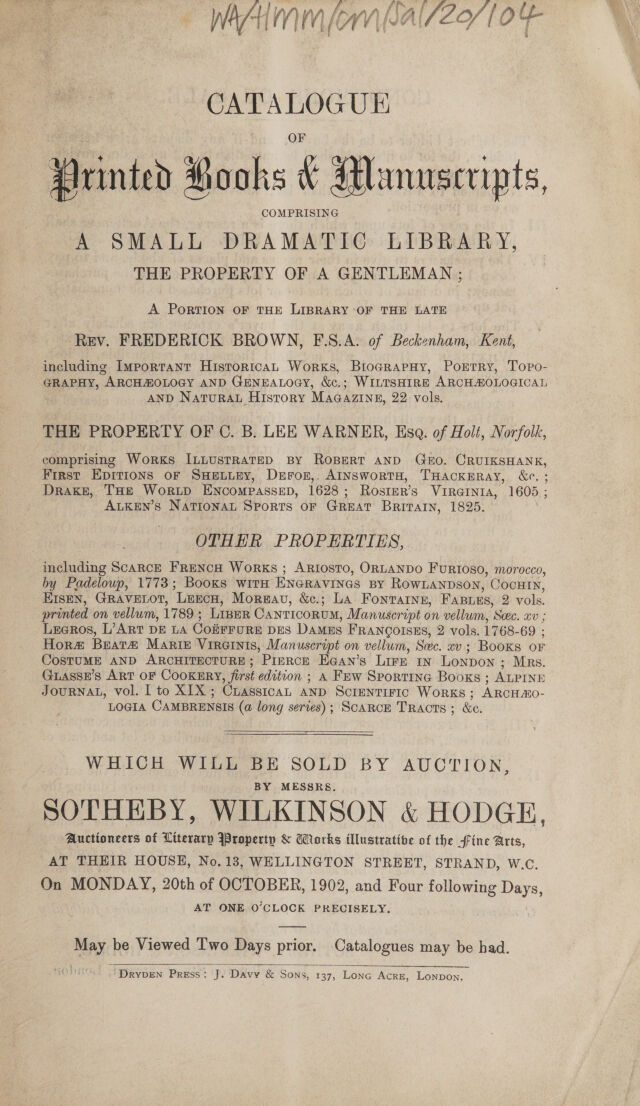 WA/HMM/CM/Sal/20/104
CATALOGUE
OF
Printed Books & Manuscripts,
COMPRISING
A SMALL DRAMATIC LIBRARY,
THE PROPERTY OF A GENTLEMAN;
A PORTION OF THE LIBRARY OF THE LATE
REV. FREDERICK BROWN, F.S.A. of Beckenham, Kent,
including IMPORTANT HISTORICAL WORKS, BIOGRAPHY, POETRY, TOPO-
GRAPHY, ARCHÆOLOGY AND GENEALOGY, &c.; WILTSHIRE ARCHÆOLOGICAL
AND NATURAL HISTORY MAGAZINE, 22 vols.
THE PROPERTY OF C. B. LEE WARNER, ESQ. of Holt, Norfolk,
comprising WORKS ILLUSTRATED BY ROBERT AND GEO. CRUIKSHANK,
FIRST EDITIONS OF SHELLEY, DEFOE, AINSWORTH, THACKERAY, &c.;
DRAKE, THE WORLD ENCOMPASSED, 1628; ROSIER'S VIRGINIA, 1605;
ALKEN'S NATIONAL SPORTS OF GREAT BRITAIN, 1825.
OTHER PROPERTIES,
including SCARCE FRENCH WORKS; ARIOSTO, ORLANDO FURIOSO, morocco,
by Padeloup, 1773; BOOKS WITH ENGRAVINGS BY ROWLANDSON, COCHIN,
EISEN, GRAVELOT, LEECH, MOREAU, &c.; LA FONTAINE, FABLES, 2 vols.
printed on vellum, 1789; LIBER CANTICORUM, Manuscript on vellum, Sæc. xv;
LEGROS, L'ART DE LA COËFFURE DES DAMES FRANÇOISES, 2 vols. 1768-69;
HORÆ BEATÆ MARIE VIRGINIS, Manuscript on vellum, Sæc. xv; BOOKS OF
COSTUME AND ARCHITECTURE; PIERCE EGAN'S LIFE IN LONDON; MRS.
GLASSE'S ART OF COOKERY, first edition; A FEW SPORTING BOOKS; ALPINE
JOURNAL, vol. I to XIX; CLASSICAL AND SCIENTIFIC WORKS; ARCHÆO-
LOGIA CAMBRENSIS (a long series); SCARCE TRACTS; &c.
WHICH WILL BE SOLD BY AUCTION,
BY MESSRS.
SOTHEBY, WILKINSON & HODGE,
Auctioneers of Literary Property & Works illustrative of the Fine Arts,
AT THEIR HOUSE, No. 13, WELLINGTON STREET, STRAND, W.C.
On MONDAY, 20th of OCTOBER, 1902, and Four following Days,
AT ONE O'CLOCK PRECISELY.
May be Viewed Two Days prior. Catalogues may be had.
DRYDEN PRESS: J. DAVY & SONS, 137, LONG ACRE, LONDON.